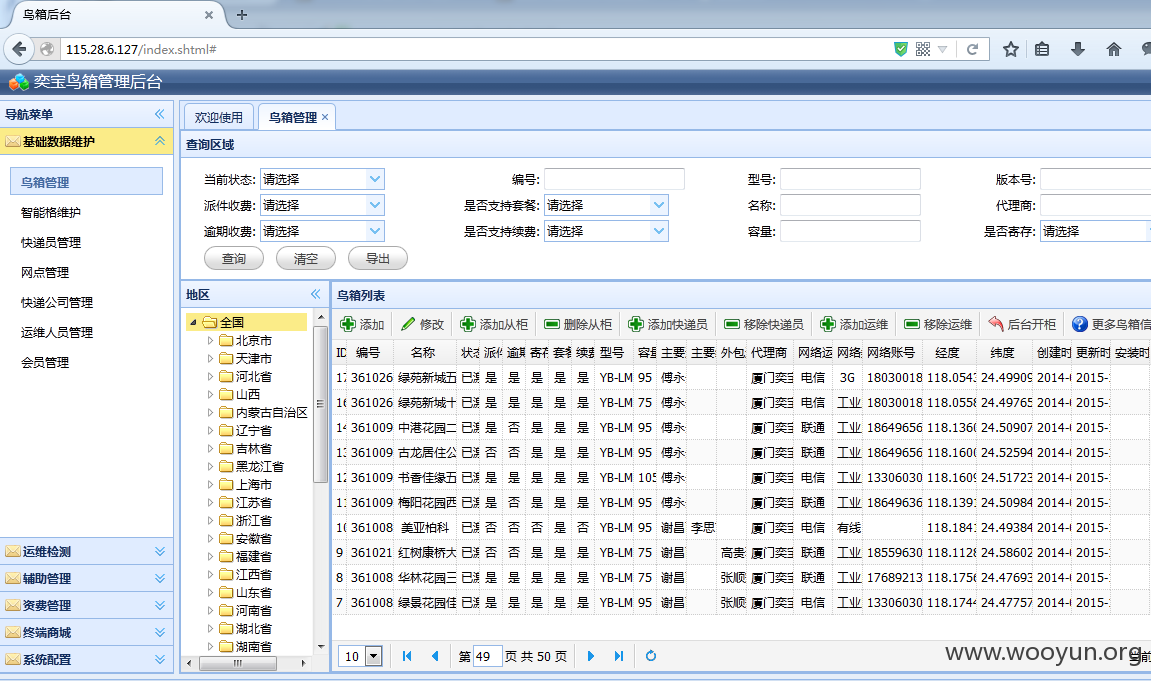 鸟箱后台
115.28.6.127/index.shtml#
奕宝鸟箱管理后台
导航菜单
基础数据维护
鸟箱管理
智能格维护
快递员管理
网点管理
快递公司管理
运维人员管理
会员管理
运维检测
辅助管理
资费管理
终端商城
系统配置
欢迎使用 鸟箱管理
查询区域
当前状态: 请选择 编号: 型号: 版本号:
派件收费: 请选择 是否支持套餐: 请选择 名称: 代理商:
逾期收费: 请选择 是否支持续费: 请选择 容量: 是否寄存: 请选择
查询 清空 导出
地区
全国
北京市
天津市
河北省
山西
内蒙古自治区
辽宁省
吉林省
黑龙江省
上海市
江苏省
浙江省
安徽省
福建省
江西省
山东省
河南省
湖北省
湖南省
鸟箱列表
添加 修改 添加从柜 删除从柜 添加快递员 移除快递员 添加运维 移除运维 后台开柜 更多鸟箱信
ID 编号 名称 状态 派件 逾期 寄存 套餐 续费 型号 容量 主要 主要 外包 代理商 网络运 网络 网络账号 经度 纬度 创建时 更新时 安装时
17 361026 绿苑新城五 已激 是 是 是 是 是 YB-LM 95 傅永 厦门奕宝 电信 3G 18030018 118.0543 24.49909 2014-0 2015-1
16 361026 绿苑新城十 已激 是 是 是 是 是 YB-LM 75 傅永 厦门奕宝 电信 工业 18030018 118.0558 24.49765 2014-0 2015-1
14 361009 中港花园二 已激 是 否 是 是 是 YB-LM 95 傅永 厦门奕宝 联通 工业 18649656 118.1360 24.50907 2014-0 2015-1
13 361009 古龙居住公 已激 是 是 是 是 是 YB-LM 95 傅永 厦门奕宝 联通 工业 18649656 118.1600 24.52594 2014-0 2015-1
12 361009 书香佳缘五 已激 是 是 是 是 是 YB-LM 105 傅永 厦门奕宝 电信 工业 13306030 118.1609 24.51723 2014-0 2015-1
11 361009 梅阳花园西 已激 是 否 是 是 是 YB-LM 95 傅永 厦门奕宝 联通 工业 18649636 118.1391 24.50984 2014-0 2015-1
10 361008 美亚柏科 已激 否 否 否 是 否 YB-LM 95 谢昌 李思 厦门奕宝 电信 有线 118.1841 24.49384 2014-0 2015-1
9 361021 红树康桥大 已激 否 否 是 是 是 YB-LM 75 谢昌 高贵 厦门奕宝 联通 工业 18559630 118.1128 24.58602 2014-0 2015-1
8 361008 华林花园三 已激 是 是 是 是 是 YB-LM 75 谢昌 张顺 厦门奕宝 联通 工业 17689213 118.1756 24.47693 2014-0 2015-1
7 361008 绿景花园佳 已激 是 是 是 是 是 YB-LM 95 谢昌 张顺 厦门奕宝 电信 工业 13306030 118.1744 24.47757 2014-0 2015-1
10 第 49 页 共 50 页
www.wooyun.org